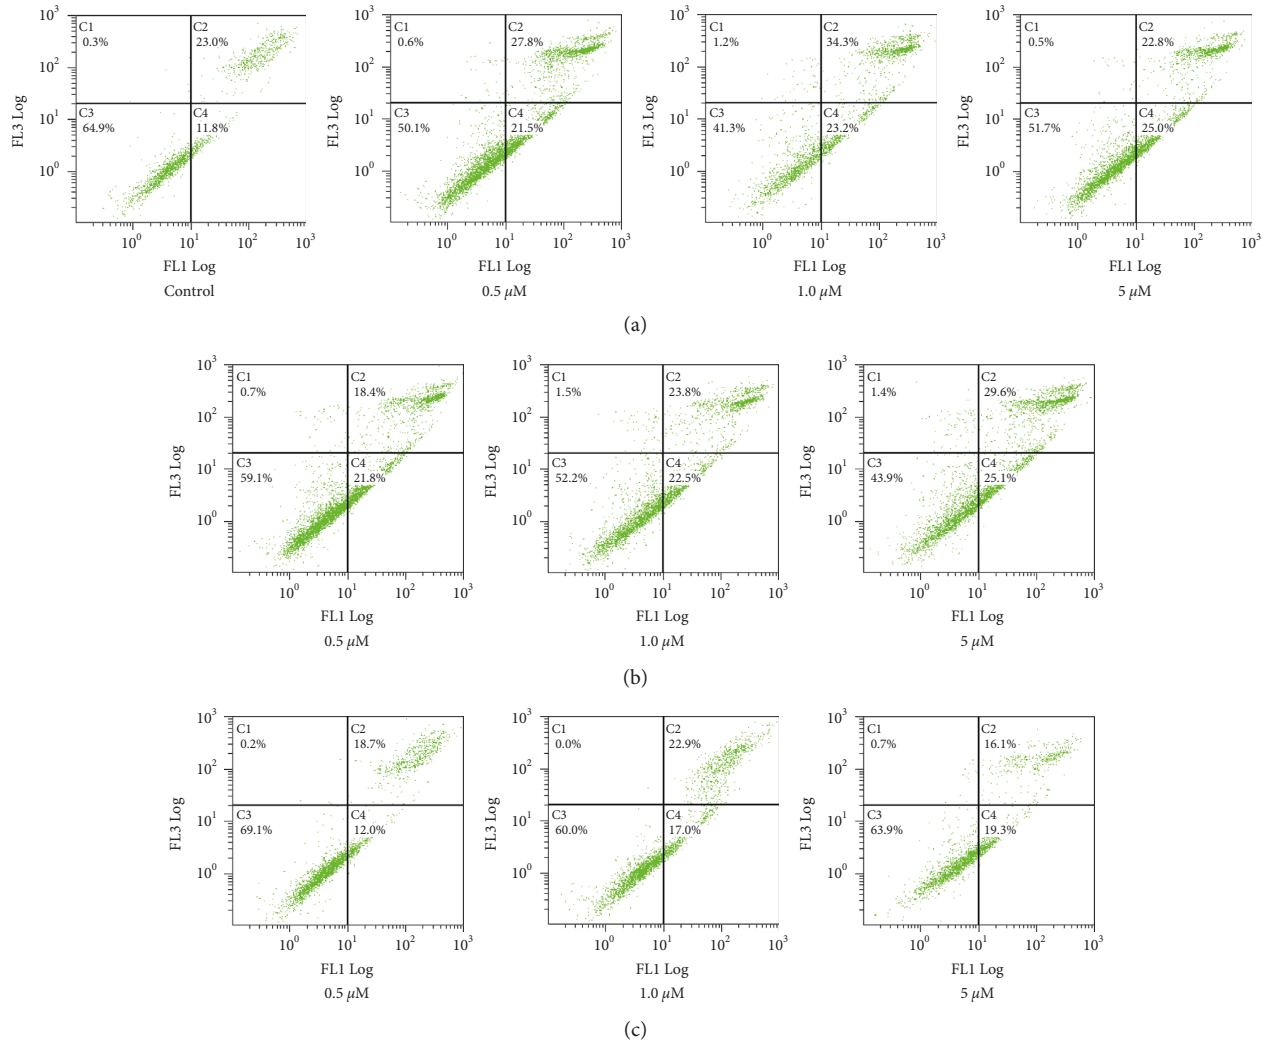 10³
10²
10¹
10⁰
FL3 Log
C1
0.3%
C2
23.0%
C3
64.9%
C4
11.8%
10⁰ 10¹ 10² 10³
FL1 Log
Control
10³
10²
10¹
10⁰
FL3 Log
C1
0.6%
C2
27.8%
C3
50.1%
C4
21.5%
10⁰ 10¹ 10² 10³
FL1 Log
0.5 μM
10³
10²
10¹
10⁰
FL3 Log
C1
1.2%
C2
34.3%
C3
41.3%
C4
23.2%
10⁰ 10¹ 10² 10³
FL1 Log
1.0 μM
10³
10²
10¹
10⁰
FL3 Log
C1
0.5%
C2
22.8%
C3
51.7%
C4
25.0%
10⁰ 10¹ 10² 10³
FL1 Log
5 μM
(a)
10³
10²
10¹
10⁰
FL3 Log
C1
0.7%
C2
18.4%
C3
59.1%
C4
21.8%
10⁰ 10¹ 10² 10³
FL1 Log
0.5 μM
10³
10²
10¹
10⁰
FL3 Log
C1
1.5%
C2
23.8%
C3
52.2%
C4
22.5%
10⁰ 10¹ 10² 10³
FL1 Log
1.0 μM
10³
10²
10¹
10⁰
FL3 Log
C1
1.4%
C2
29.6%
C3
43.9%
C4
25.1%
10⁰ 10¹ 10² 10³
FL1 Log
5 μM
(b)
10³
10²
10¹
10⁰
FL3 Log
C1
0.2%
C2
18.7%
C3
69.1%
C4
12.0%
10⁰ 10¹ 10² 10³
FL1 Log
0.5 μM
10³
10²
10¹
10⁰
FL3 Log
C1
0.0%
C2
22.9%
C3
60.0%
C4
17.0%
10⁰ 10¹ 10² 10³
FL1 Log
1.0 μM
10³
10²
10¹
10⁰
FL3 Log
C1
0.7%
C2
16.1%
C3
63.9%
C4
19.3%
10⁰ 10¹ 10² 10³
FL1 Log
5 μM
(c)